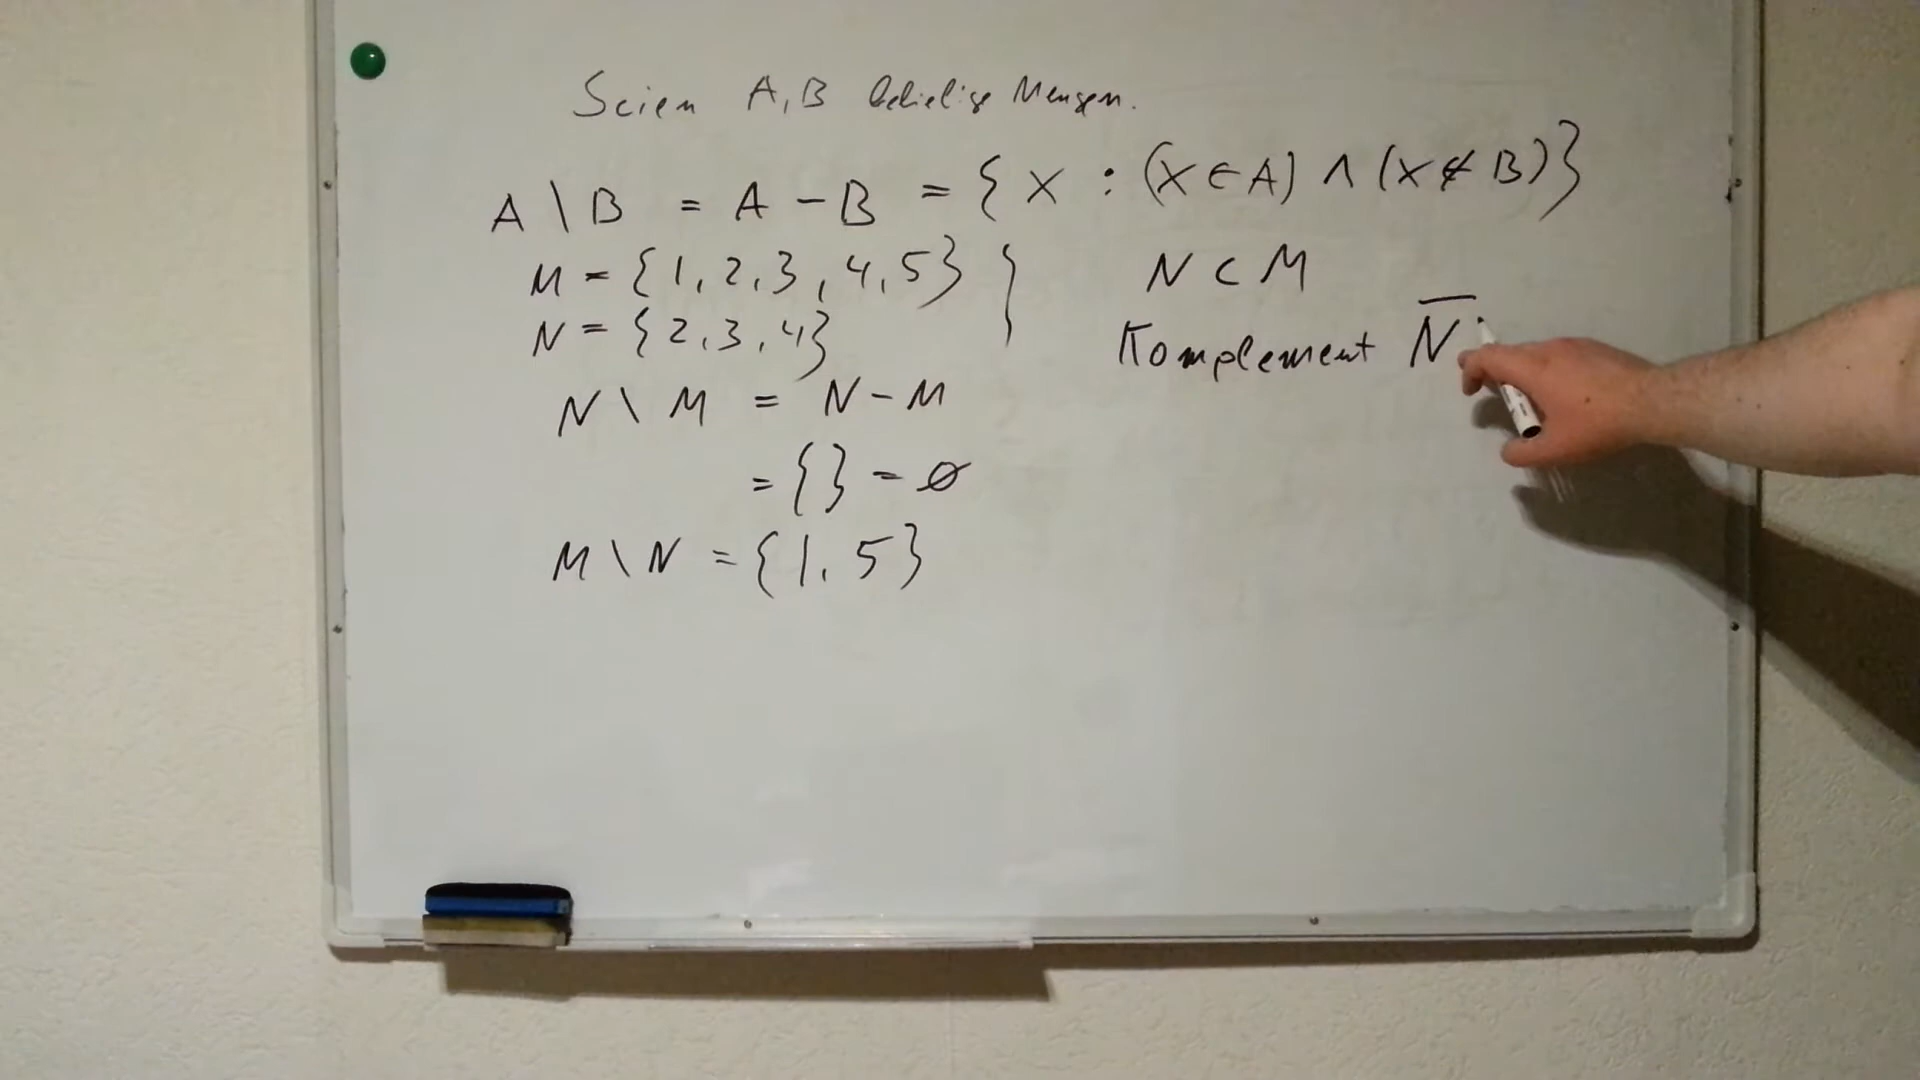 Seien A, B beliebige Mengen.
A \ B = A - B = { x : (x ∈ A) ∧ (x ∉ B) }
M = {1, 2, 3, 4, 5} }
N = {2, 3, 4}
N ⊂ M
Komplement N̅
N \ M = N - M
= { } = ∅
M \ N = {1, 5}